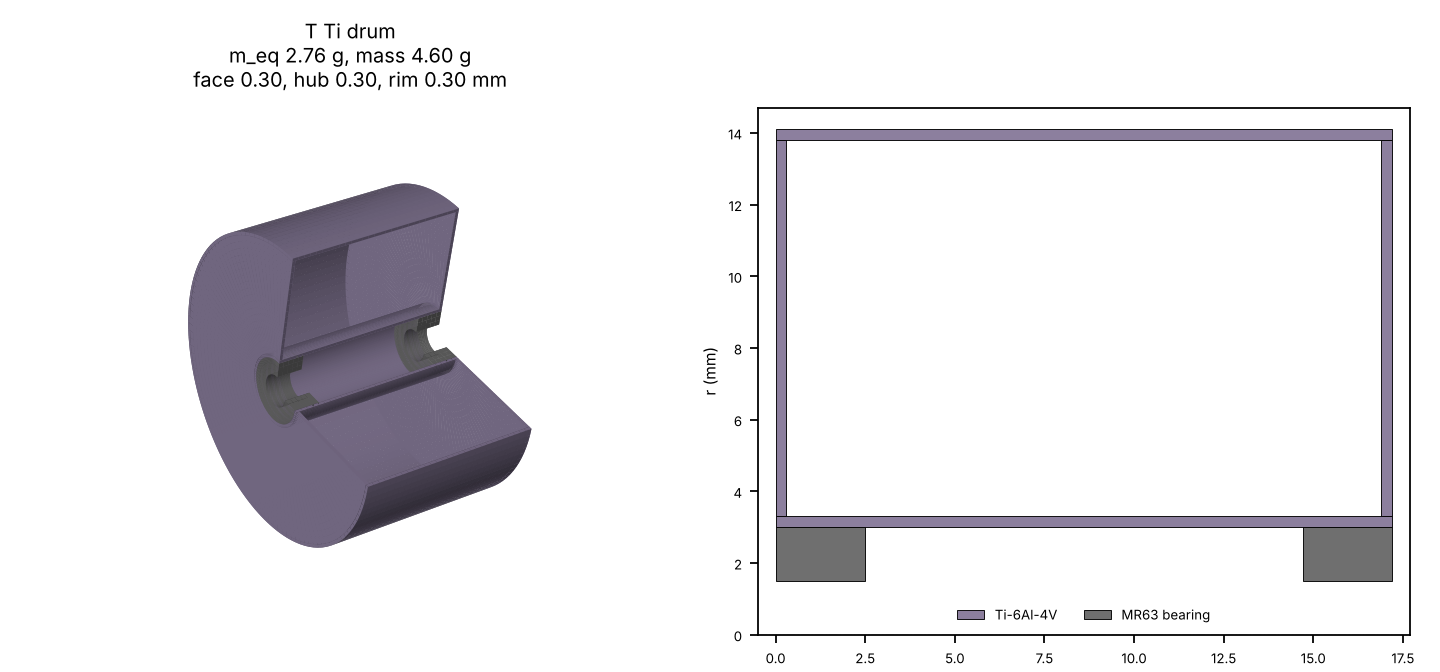 T Ti drum
m_eq 2.76 g, mass 4.60 g
face 0.30, hub 0.30, rim 0.30 mm
14
12
10
8
6
4
2
0
r (mm)
Ti-6Al-4V
MR63 bearing
0.0
2.5
5.0
7.5
10.0
12.5
15.0
17.5